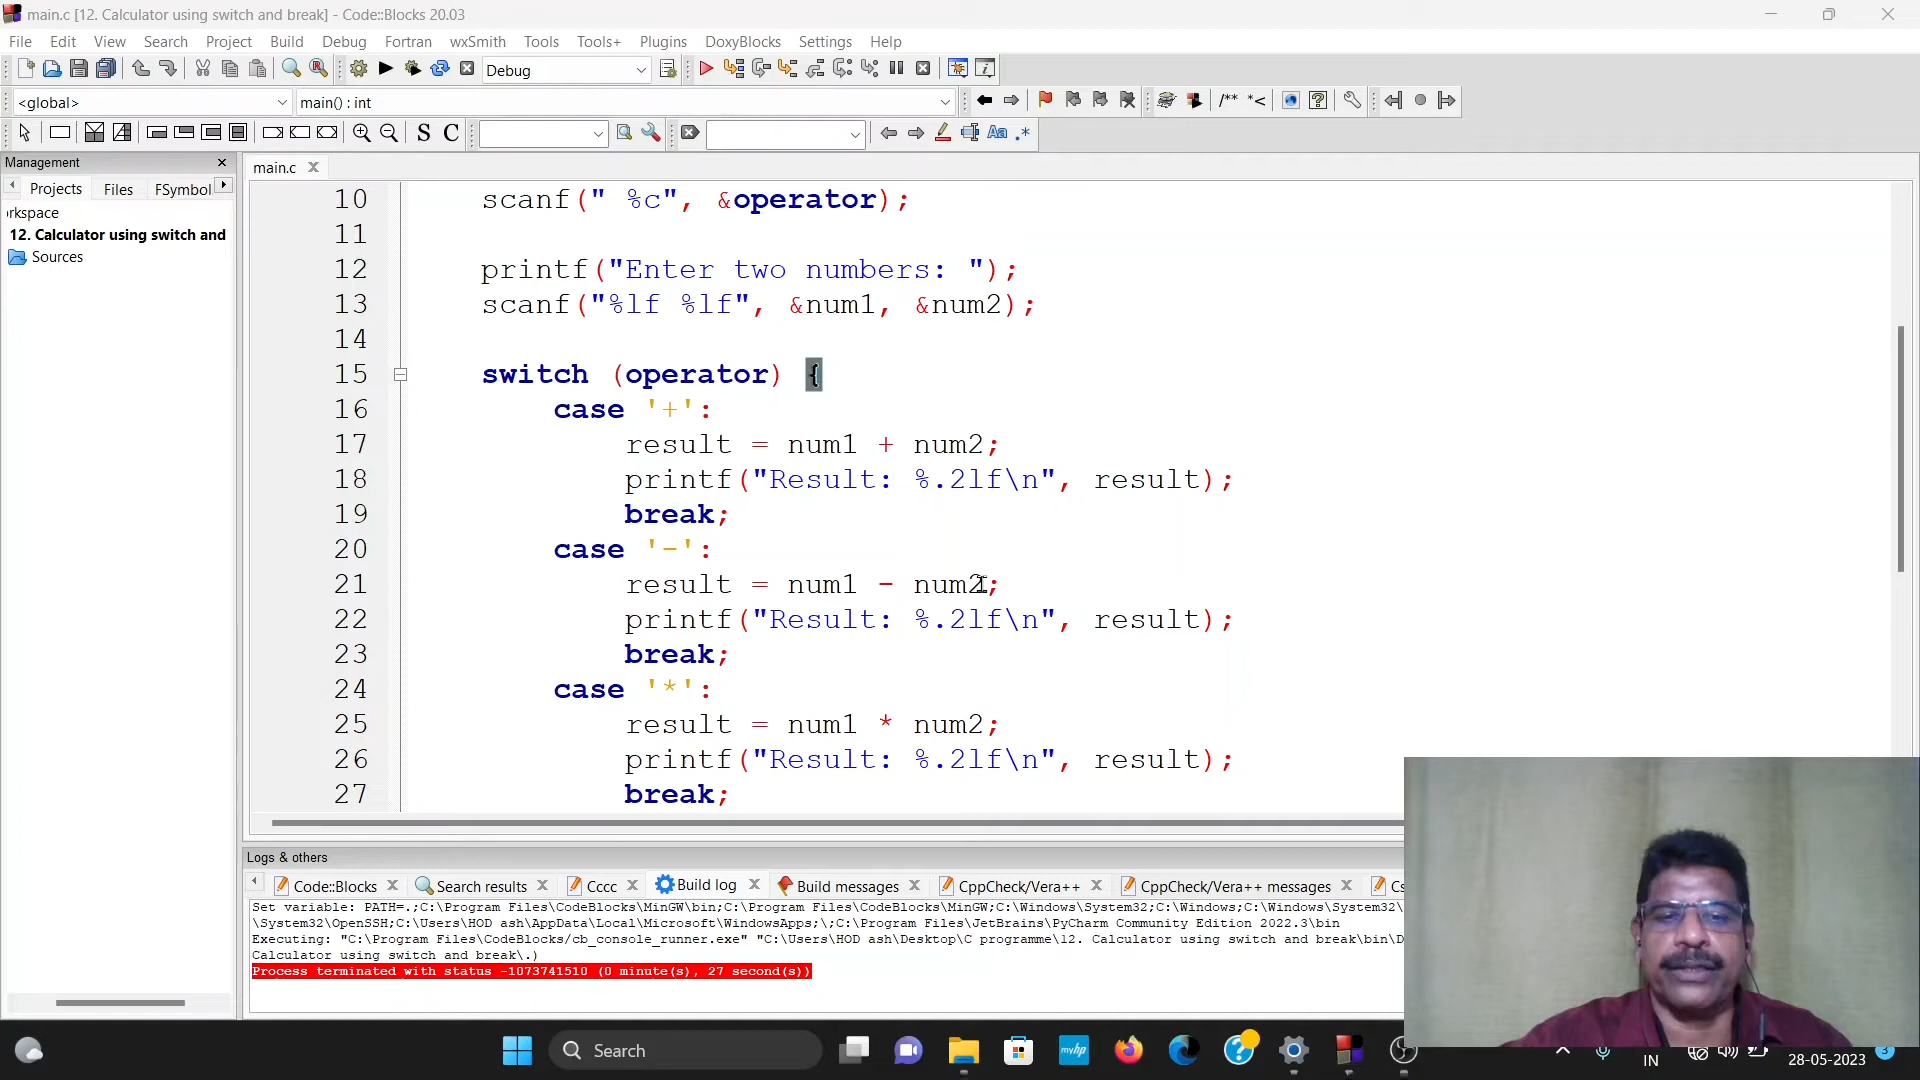 main.c [12. Calculator using switch and break] - Code::Blocks 20.03
File Edit View Search Project Build Debug Fortran wxSmith Tools Tools+ Plugins DoxyBlocks Settings Help
Debug
<global> main() : int
/** *<
S C
Aa .*
Management
Projects Files FSymbol
rkspace
12. Calculator using switch and
Sources
main.c
10 scanf(" %c", &operator);
11
12 printf("Enter two numbers: ");
13 scanf("%lf %lf", &num1, &num2);
14
15 switch (operator) {
16 case '+':
17 result = num1 + num2;
18 printf("Result: %.2lf\n", result);
19 break;
20 case '-':
21 result = num1 - num2;
22 printf("Result: %.2lf\n", result);
23 break;
24 case '*':
25 result = num1 * num2;
26 printf("Result: %.2lf\n", result);
27 break;
Logs & others
Code::Blocks Search results Cccc Build log Build messages CppCheck/Vera++ CppCheck/Vera++ messages Cs
Set variable: PATH=.;C:\Program Files\CodeBlocks\MinGW\bin;C:\Program Files\CodeBlocks\MinGW;C:\Windows\System32;C:\Windows;C:\Windows\System32\
\System32\OpenSSH;C:\Users\HOD ash\AppData\Local\Microsoft\WindowsApps;\;C:\Program Files\JetBrains\PyCharm Community Edition 2022.3\bin
Executing: "C:\Program Files\CodeBlocks/cb_console_runner.exe" "C:\Users\HOD ash\Desktop\C programme\12. Calculator using switch and break\bin\D
Calculator using switch and break\.)
Process terminated with status -1073741510 (0 minute(s), 27 second(s))
Search
myhp
IN
28-05-2023
3